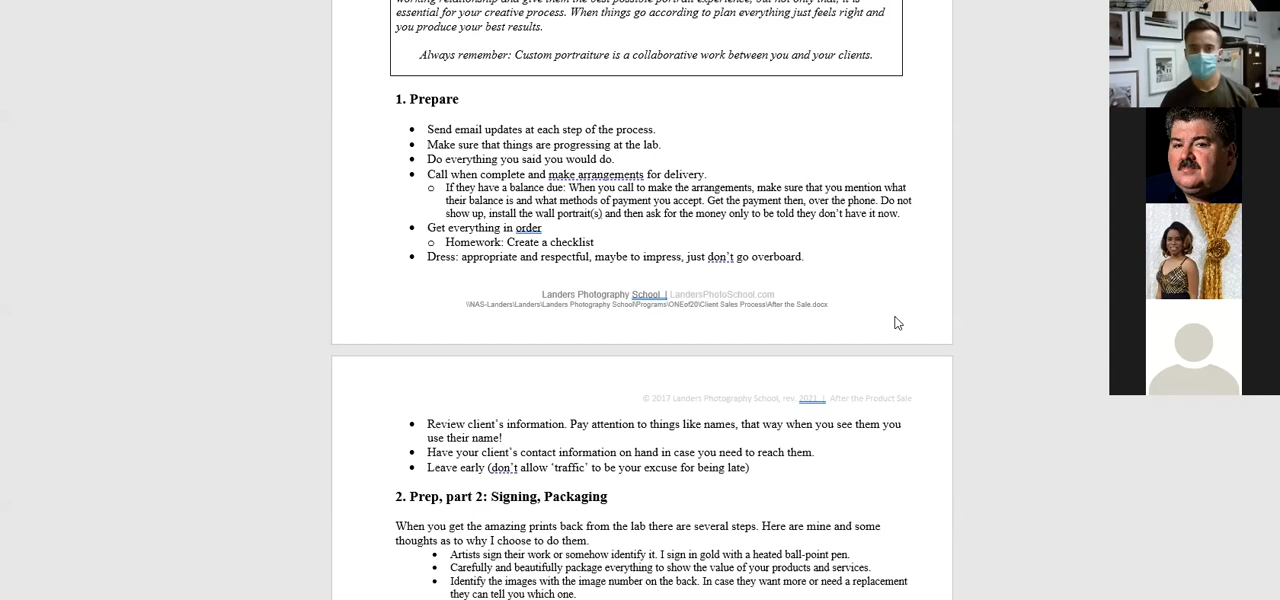 working relationship and give them the best possible portrait experience, but not only that, it is
essential for your creative process. When things go according to plan everything just feels right and
you produce your best results.
Always remember: Custom portraiture is a collaborative work between you and your clients.
1. Prepare
• Send email updates at each step of the process.
• Make sure that things are progressing at the lab.
• Do everything you said you would do.
• Call when complete and make arrangements for delivery.
o If they have a balance due: When you call to make the arrangements, make sure that you mention what
their balance is and what methods of payment you accept. Get the payment then, over the phone. Do not
show up, install the wall portrait(s) and then ask for the money only to be told they don’t have it now.
• Get everything in order
o Homework: Create a checklist
• Dress: appropriate and respectful, maybe to impress, just don’t go overboard.
Landers Photography School | LandersPhotoSchool.com
\\NAS-Landers\Landers\Landers Photography School\Programs\ONEof20\Client Sales Process\After the Sale.docx
© 2017 Landers Photography School, rev. 2021 | After the Product Sale
• Review client’s information. Pay attention to things like names, that way when you see them you
use their name!
• Have your client’s contact information on hand in case you need to reach them.
• Leave early (don’t allow ‘traffic’ to be your excuse for being late)
2. Prep, part 2: Signing, Packaging
When you get the amazing prints back from the lab there are several steps. Here are mine and some
thoughts as to why I choose to do them.
• Artists sign their work or somehow identify it. I sign in gold with a heated ball-point pen.
• Carefully and beautifully package everything to show the value of your products and services.
• Identify the images with the image number on the back. In case they want more or need a replacement
they can tell you which one.